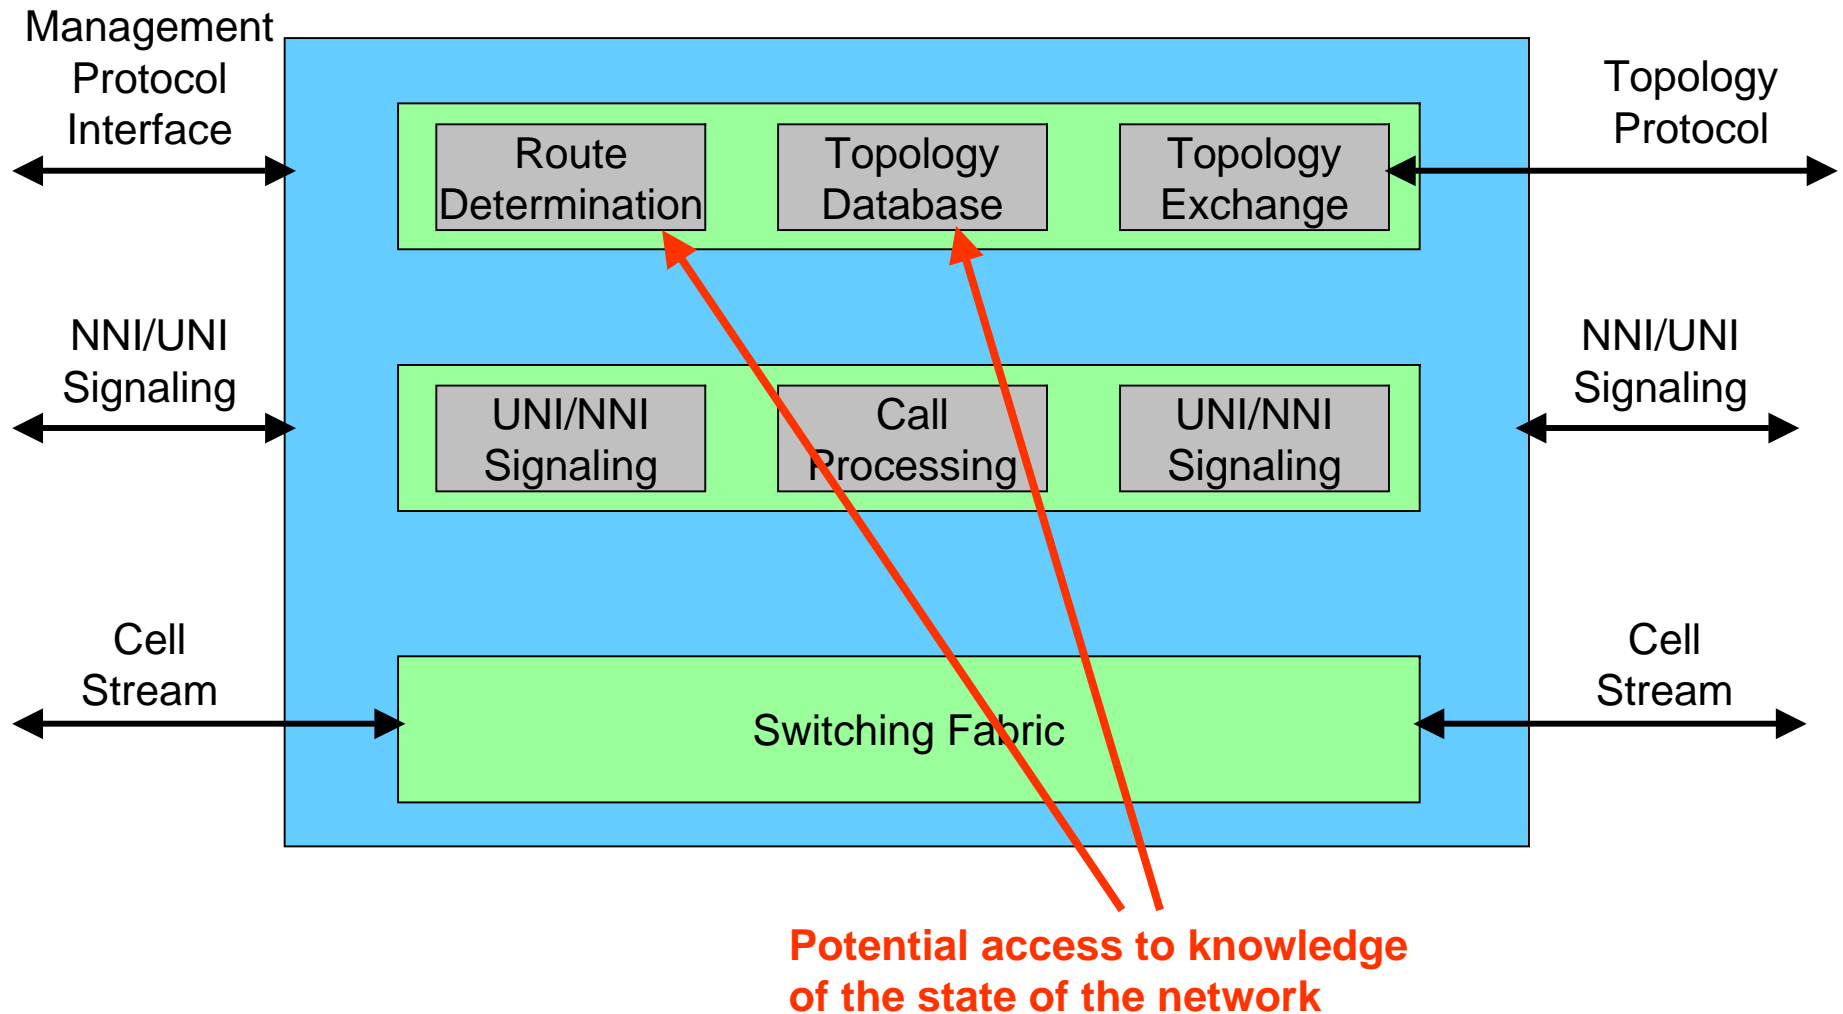 Management
Protocol
Interface
Topology
Protocol
Route
Determination
Topology
Database
Topology
Exchange
NNI/UNI
Signaling
NNI/UNI
Signaling
UNI/NNI
Signaling
Call
Processing
UNI/NNI
Signaling
Cell
Stream
Cell
Stream
Switching Fabric
Potential access to knowledge
of the state of the network